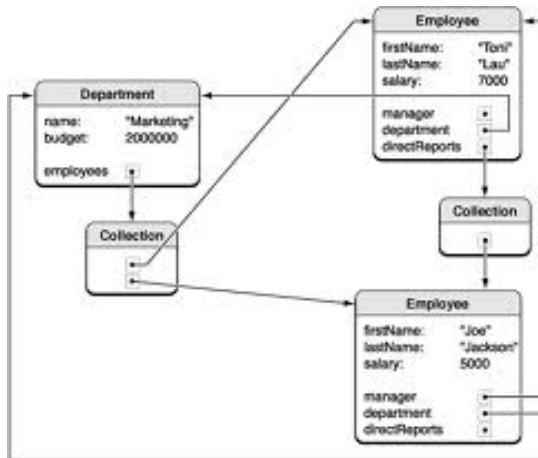 Employee
firstName: "Toni"
lastName: "Lau"
salary: 7000
manager
department
directReports
Department
name: "Marketing"
budget: 2000000
employees
Collection
Collection
Employee
firstName: "Joe"
lastName: "Jackson"
salary: 5000
manager
department
directReports